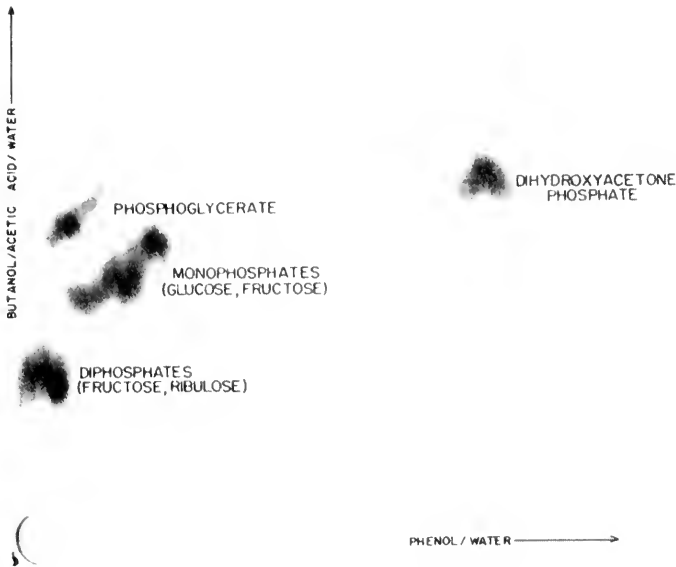 BUTANOL/ACETIC ACID/WATER
PHOSPHOGLYCERATE
DIHYDROXYACETONE
PHOSPHATE
MONOPHOSPHATES
(GLUCOSE, FRUCTOSE)
DIPHOSPHATES
(FRUCTOSE, RIBULOSE)
PHENOL/WATER